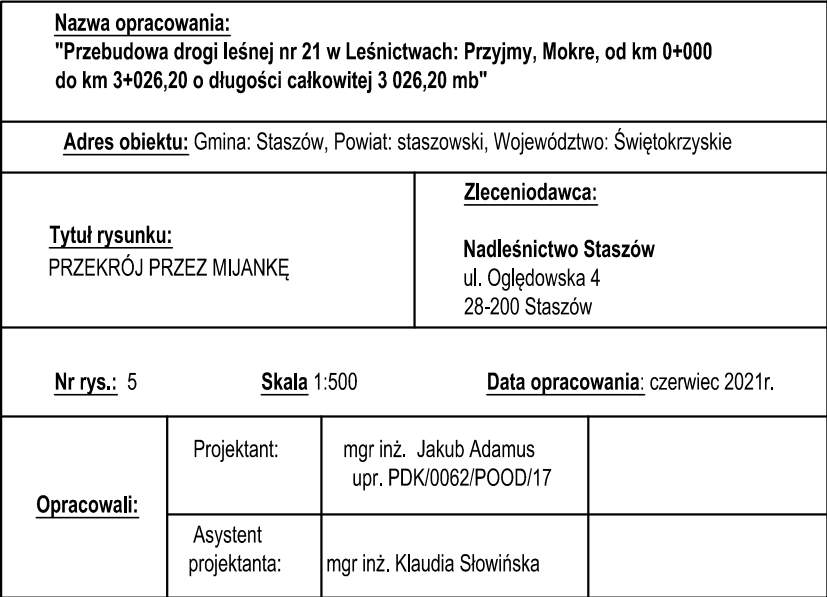 Nazwa opracowania:
"Przebudowa drogi leśnej nr 21 w Leśnictwach: Przyjmy, Mokre, od km 0+000
do km 3+026,20 o długości całkowitej 3 026,20 mb"
Adres obiektu: Gmina: Staszów, Powiat: staszowski, Województwo: Świętokrzyskie
Tytuł rysunku:
PRZEKRÓJ PRZEZ MIJANKĘ
Zleceniodawca:
Nadleśnictwo Staszów
ul. Oględowska 4
28-200 Staszów
Nr rys.: 5 Skala 1:500 Data opracowania: czerwiec 2021r.
Opracowali:
Projektant:
mgr inż. Jakub Adamus
upr. PDK/0062/POOD/17
Asystent
projektanta:
mgr inż. Klaudia Słowińska